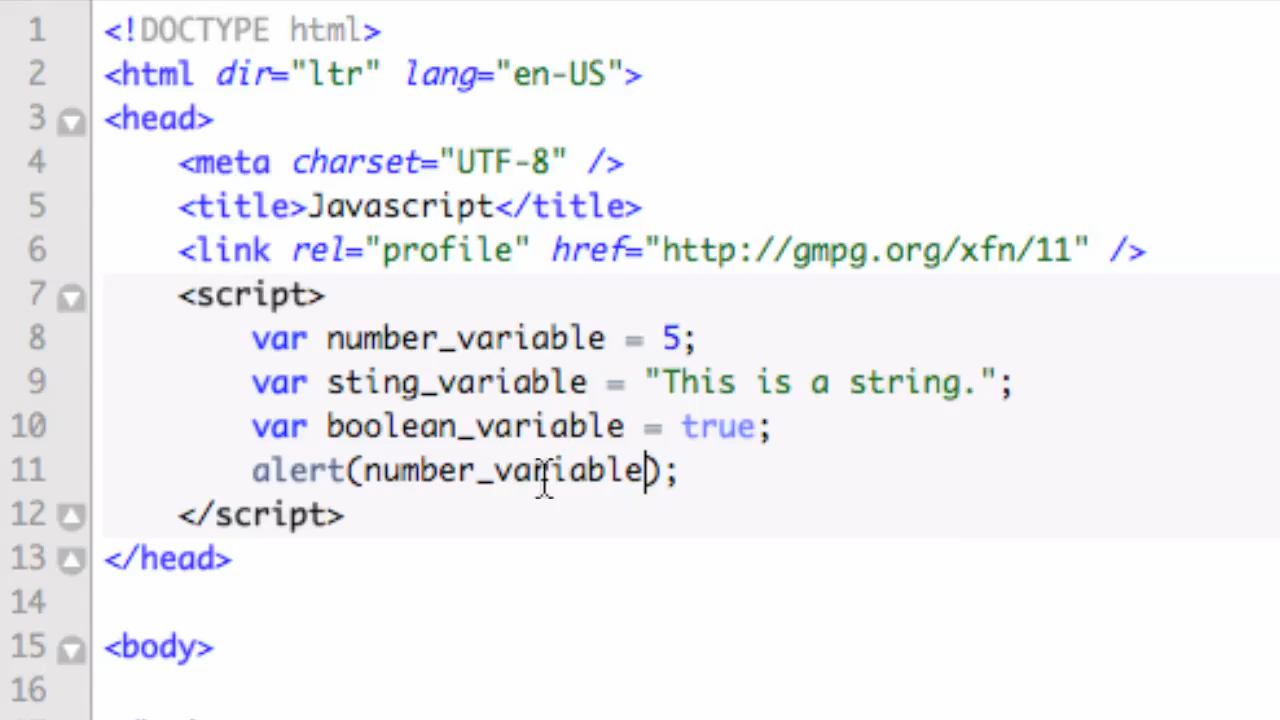 1 <!DOCTYPE html>
2 <html dir="ltr" lang="en-US">
3 <head>
4 <meta charset="UTF-8" />
5 <title>Javascript</title>
6 <link rel="profile" href="http://gmpg.org/xfn/11" />
7 <script>
8 var number_variable = 5;
9 var sting_variable = "This is a string.";
10 var boolean_variable = true;
11 alert(number_variable);
12 </script>
13 </head>
14
15 <body>
16